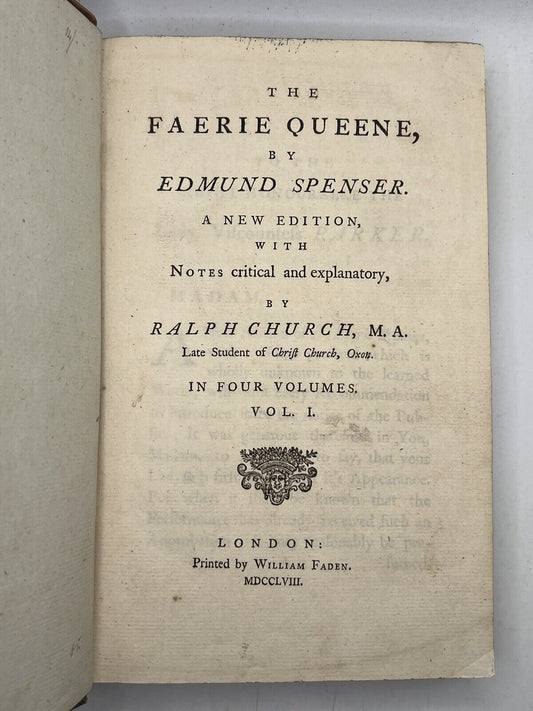 THE
FAERIE QUEENE,
BY
EDMUND SPENSER.
A NEW EDITION,
WITH
NOTES critical and explanatory,
BY
RALPH CHURCH, M. A.
Late Student of Chriſt Church, Oxon.
IN FOUR VOLUMES.
VOL. I.
LONDON:
Printed by WILLIAM FADEN.
MDCCLVIII.